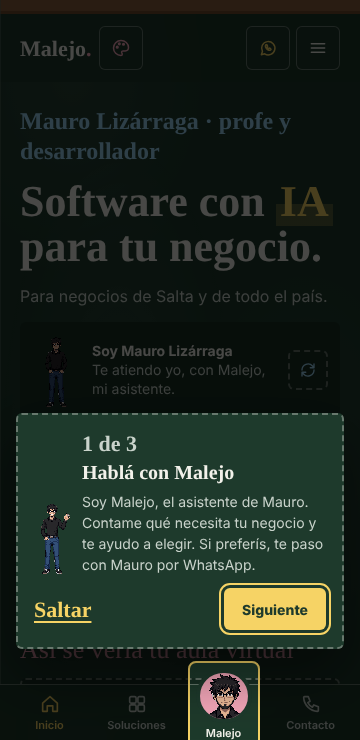 Malejo.
Mauro Lizárraga · profe y
desarrollador
Software con IA
para tu negocio.
Para negocios de Salta y de todo el país.
Soy Mauro Lizárraga
Te atiendo yo, con Malejo,
mi asistente.
1 de 3
Hablá con Malejo
Soy Malejo, el asistente de Mauro.
Contame qué necesita tu negocio y
te ayudo a elegir. Si preferís, te paso
con Mauro por WhatsApp.
Saltar
Siguiente
Así se vería tu aula virtual
Inicio
Soluciones
Malejo
Contacto